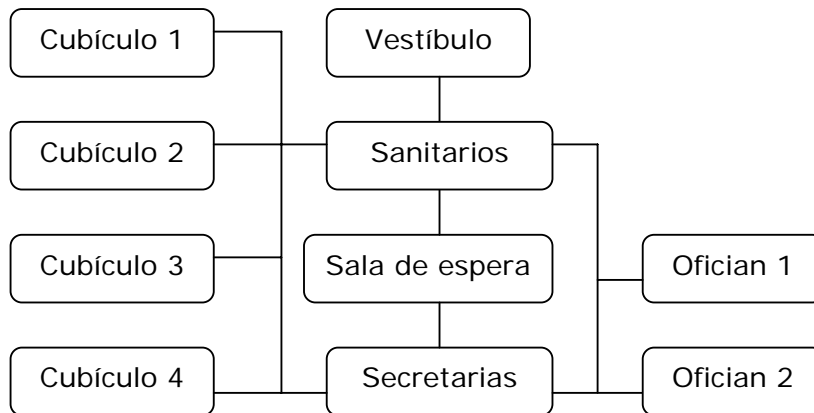 Cubículo 1
Vestíbulo
Cubículo 2
Sanitarios
Cubículo 3
Sala de espera
Ofician 1
Cubículo 4
Secretarias
Ofician 2